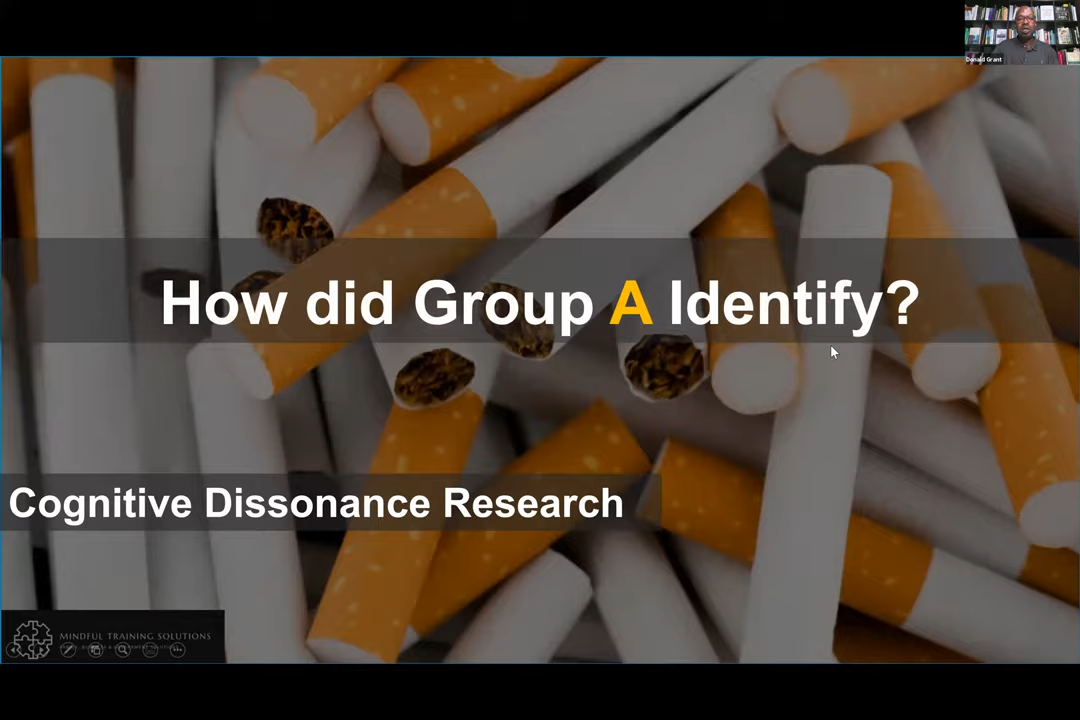 Donald Grant
How did Group A Identify?
Cognitive Dissonance Research
MINDFUL TRAINING SOLUTIONS